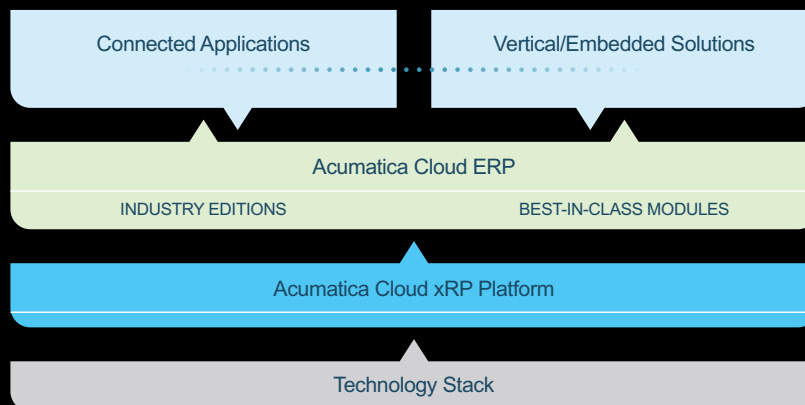 Connected Applications
Vertical/Embedded Solutions
Acumatica Cloud ERP
INDUSTRY EDITIONS
BEST-IN-CLASS MODULES
Acumatica Cloud xRP Platform
Technology Stack